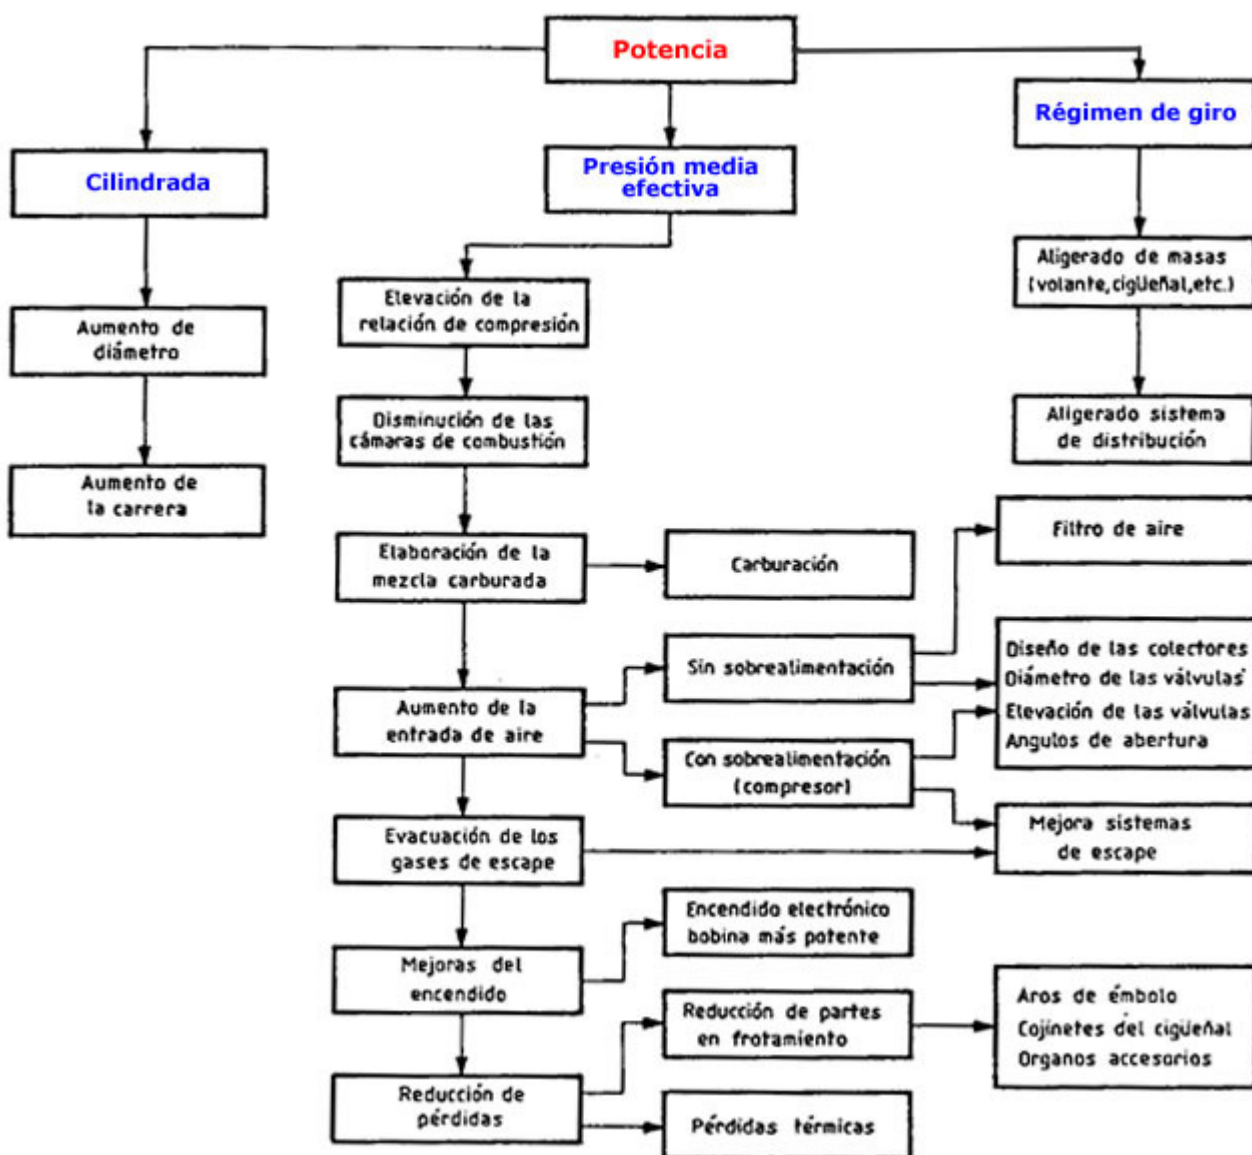 Potencia
Régimen de giro
Cilindrada
Presión media
efectiva
Aligerado de masas
(volante,cigüeñal,etc.)
Elevación de la
relación de compresión
Aumento de
diámetro
Disminución de las
cámaras de combustión
Aligerado sistema
de distribución
Aumento de
la carrera
Filtro de aire
Elaboración de la
mezcla carburada
Carburación
Sin sobrealimentación
Diseño de las colectores
Diámetro de las válvulas
Elevación de las válvulas
Angulos de abertura
Aumento de la
entrada de aire
Con sobrealimentación
(compresor)
Evacuación de los
gases de escape
Mejora sistemas
de escape
Encendido electrónico
bobina más potente
Mejoras del
encendido
Reducción de partes
en frotamiento
Aros de émbolo
Cojinetes del cigüeñal
Organos accesorios
Reducción de
pérdidas
Pérdidas térmicas